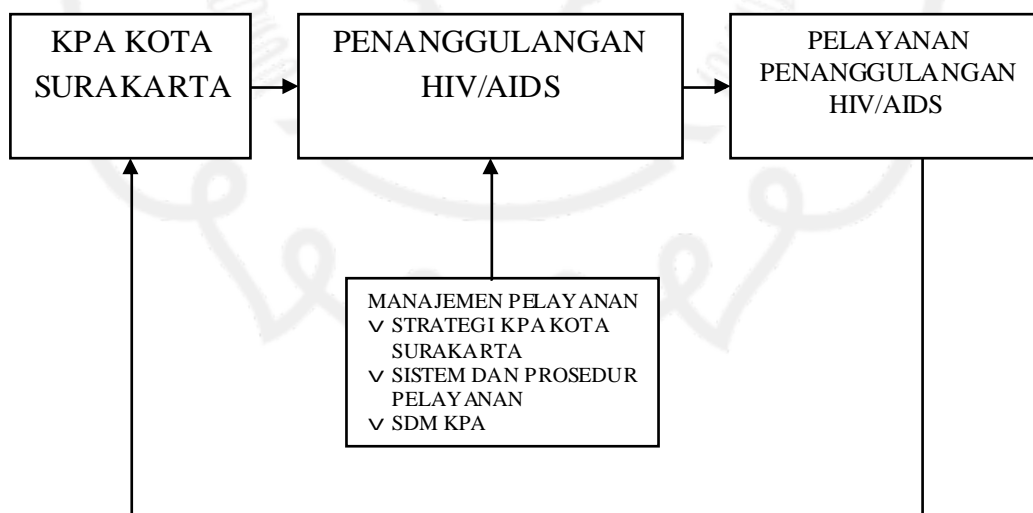 KPA KOTA
SURAKARTA
PENANGGULANGAN
HIV/AIDS
PELAYANAN
PENANGGULANGAN
HIV/AIDS
MANAJEMEN PELAYANAN
v STRATEGI KPA KOTA
SURAKARTA
v SISTEM DAN PROSEDUR
PELAYANAN
v SDM KPA